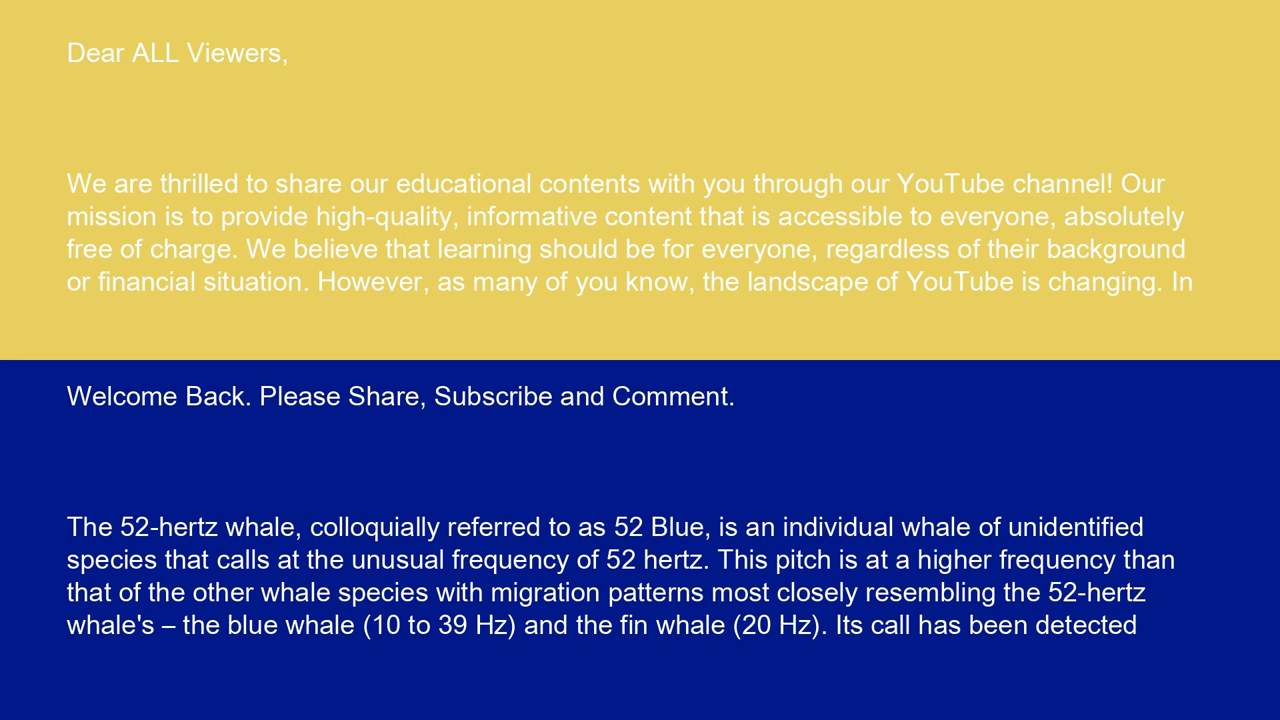 Dear ALL Viewers,
We are thrilled to share our educational contents with you through our YouTube channel! Our
mission is to provide high-quality, informative content that is accessible to everyone, absolutely
free of charge. We believe that learning should be for everyone, regardless of their background
or financial situation. However, as many of you know, the landscape of YouTube is changing. In
Welcome Back. Please Share, Subscribe and Comment.
The 52-hertz whale, colloquially referred to as 52 Blue, is an individual whale of unidentified
species that calls at the unusual frequency of 52 hertz. This pitch is at a higher frequency than
that of the other whale species with migration patterns most closely resembling the 52-hertz
whale's – the blue whale (10 to 39 Hz) and the fin whale (20 Hz). Its call has been detected